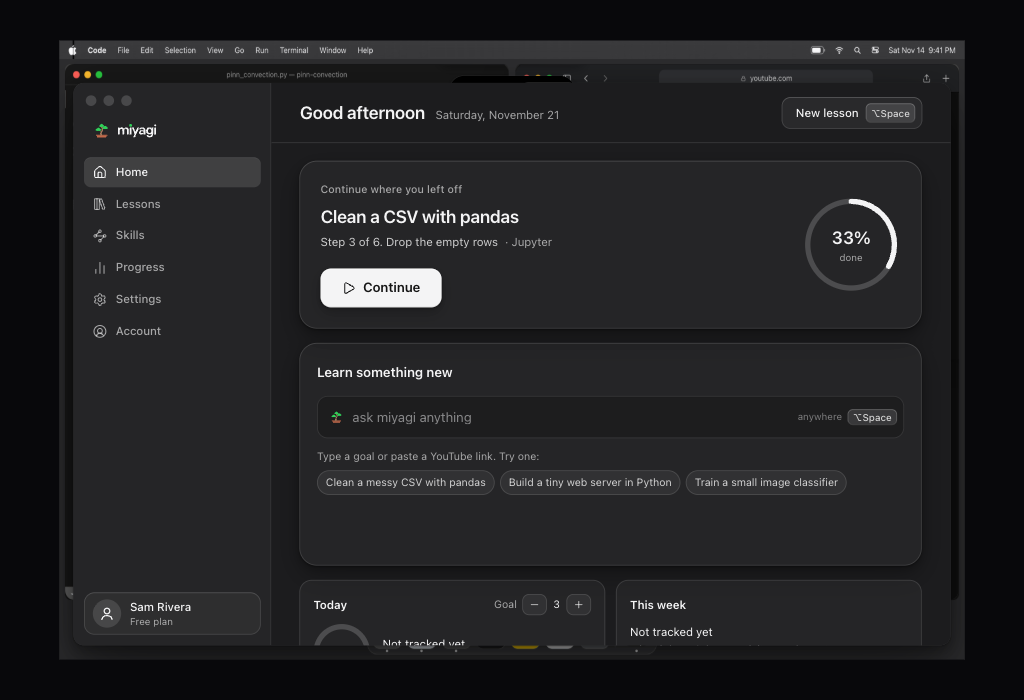 Code File Edit Selection View Go Run Terminal Window Help
Sat Nov 14 9:41 PM
pinn_convection.py — pinn-convection
youtube.com
miyagi
Good afternoon Saturday, November 21
New lesson ⌥Space
Home
Lessons
Skills
Progress
Settings
Account
Continue where you left off
Clean a CSV with pandas
Step 3 of 6. Drop the empty rows · Jupyter
Continue
33%
done
Learn something new
ask miyagi anything
anywhere ⌥Space
Type a goal or paste a YouTube link. Try one:
Clean a messy CSV with pandas
Build a tiny web server in Python
Train a small image classifier
Sam Rivera
Free plan
Today
Goal − 3 +
Not tracked yet
This week
Not tracked yet